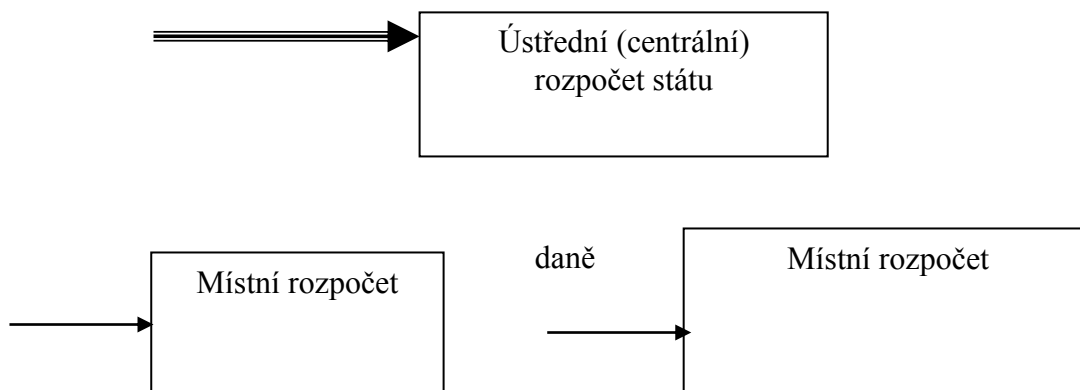 Ústřední (centrální)
rozpočet státu
Místní rozpočet
daně
Místní rozpočet